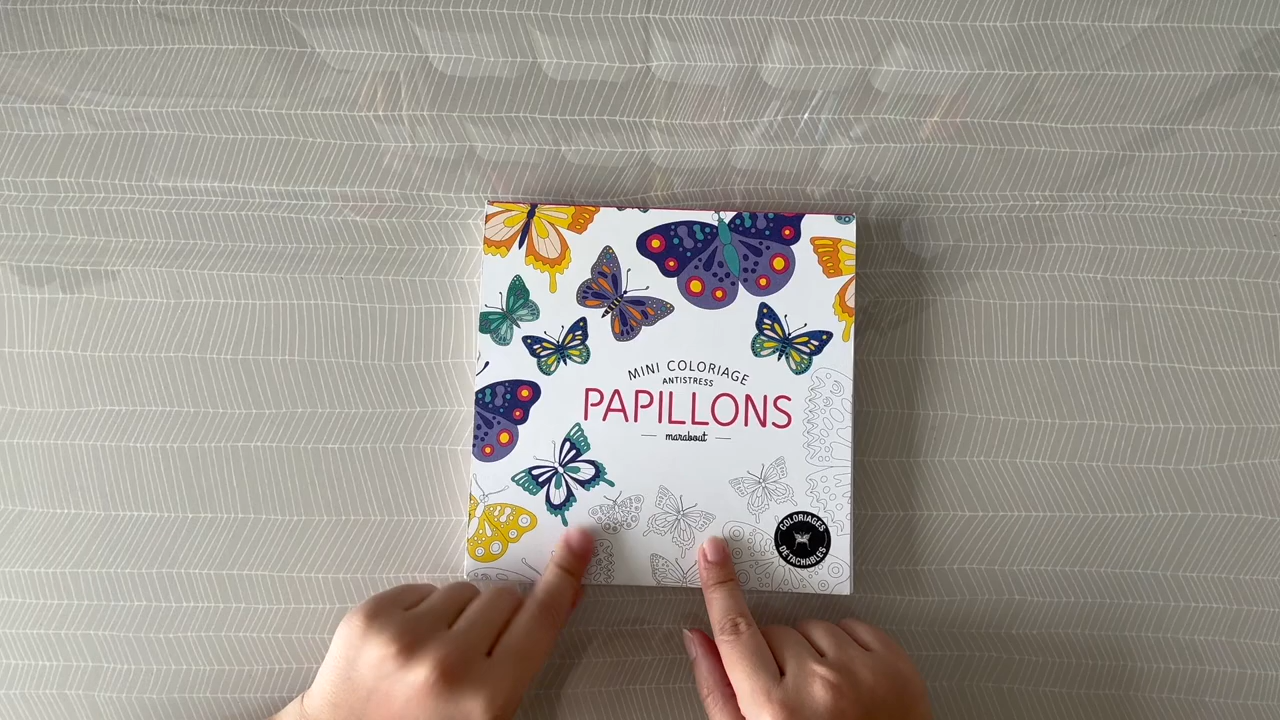 MINI COLORIAGE
ANTISTRESS
PAPILLONS
marabout
COLORIAGES
DÉTACHABLES